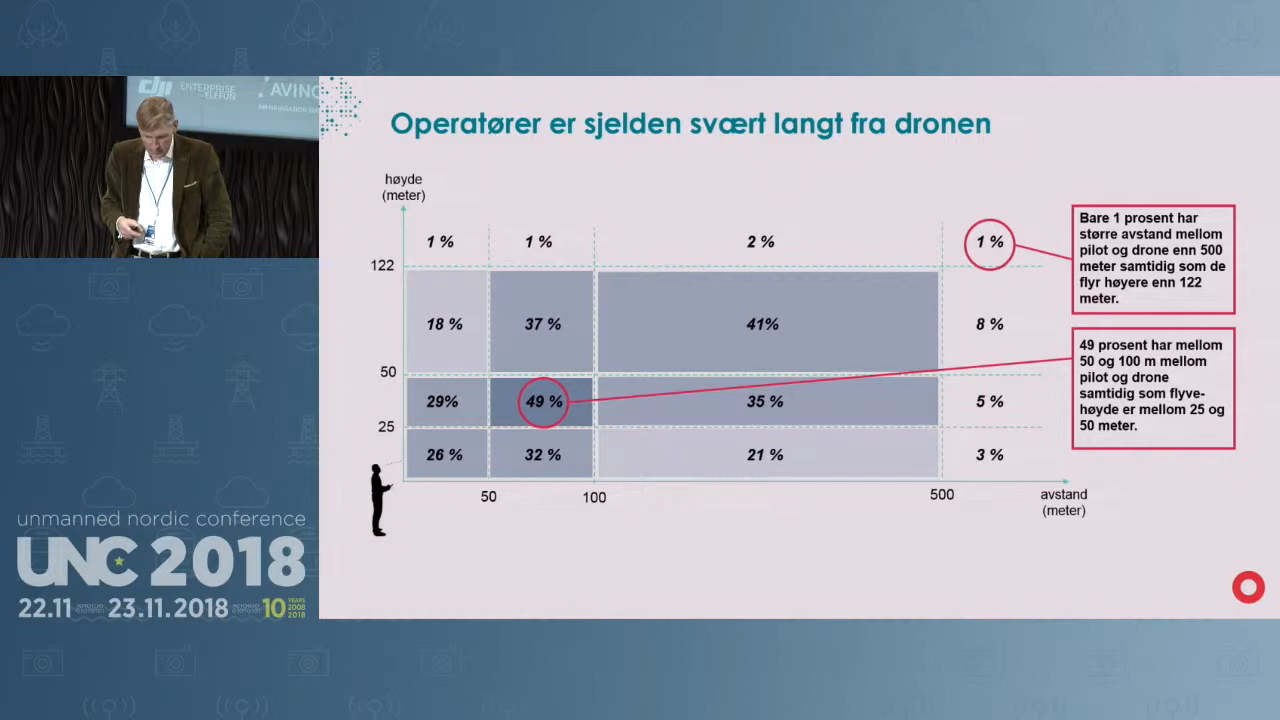 dji
ENTERPRISE
AVINO
Operatører er sjelden svært langt fra dronen
høyde
(meter)
1 % 1 % 2 % 1 %
122
18 % 37 % 41% 8 %
50
29% 49 % 35 % 5 %
25
26 % 32 % 21 % 3 %
50 100 500 avstand
(meter)
Bare 1 prosent har
større avstand mellom
pilot og drone enn 500
meter samtidig som de
flyr høyere enn 122
meter.
49 prosent har mellom
50 og 100 m mellom
pilot og drone
samtidig som flyve-
høyde er mellom 25 og
50 meter.
unmanned nordic conference
UNC 2018
22.11 23.11.2018 10 YEARS
2008
2018